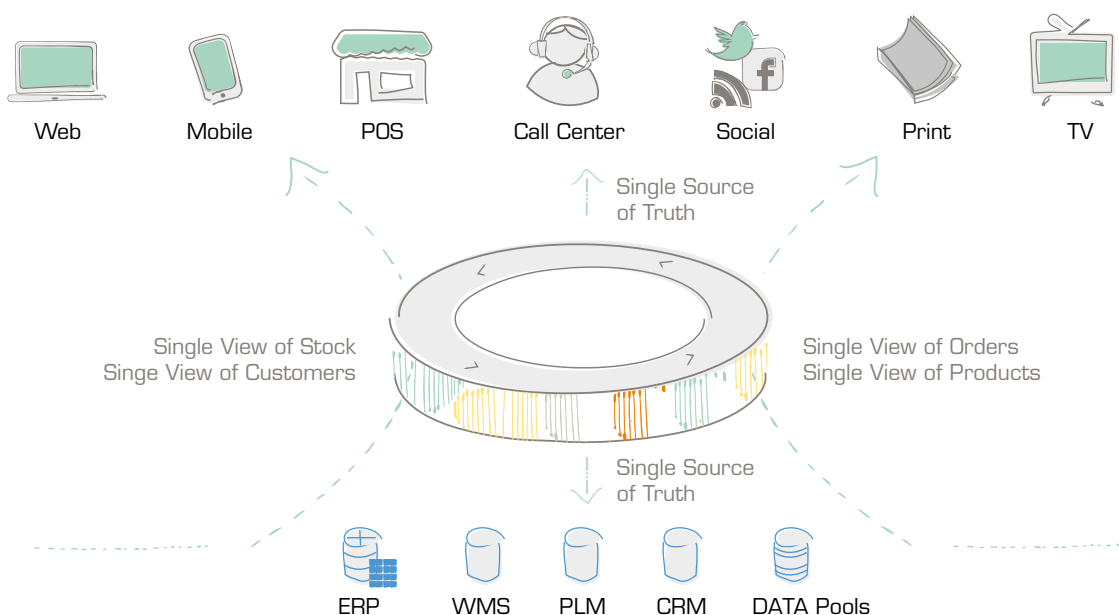 Web
Mobile
POS
Call Center
Social
Print
TV
Single Source
of Truth
Single View of Stock
Singe View of Customers
Single View of Orders
Single View of Products
Single Source
of Truth
ERP
WMS
PLM
CRM
DATA Pools